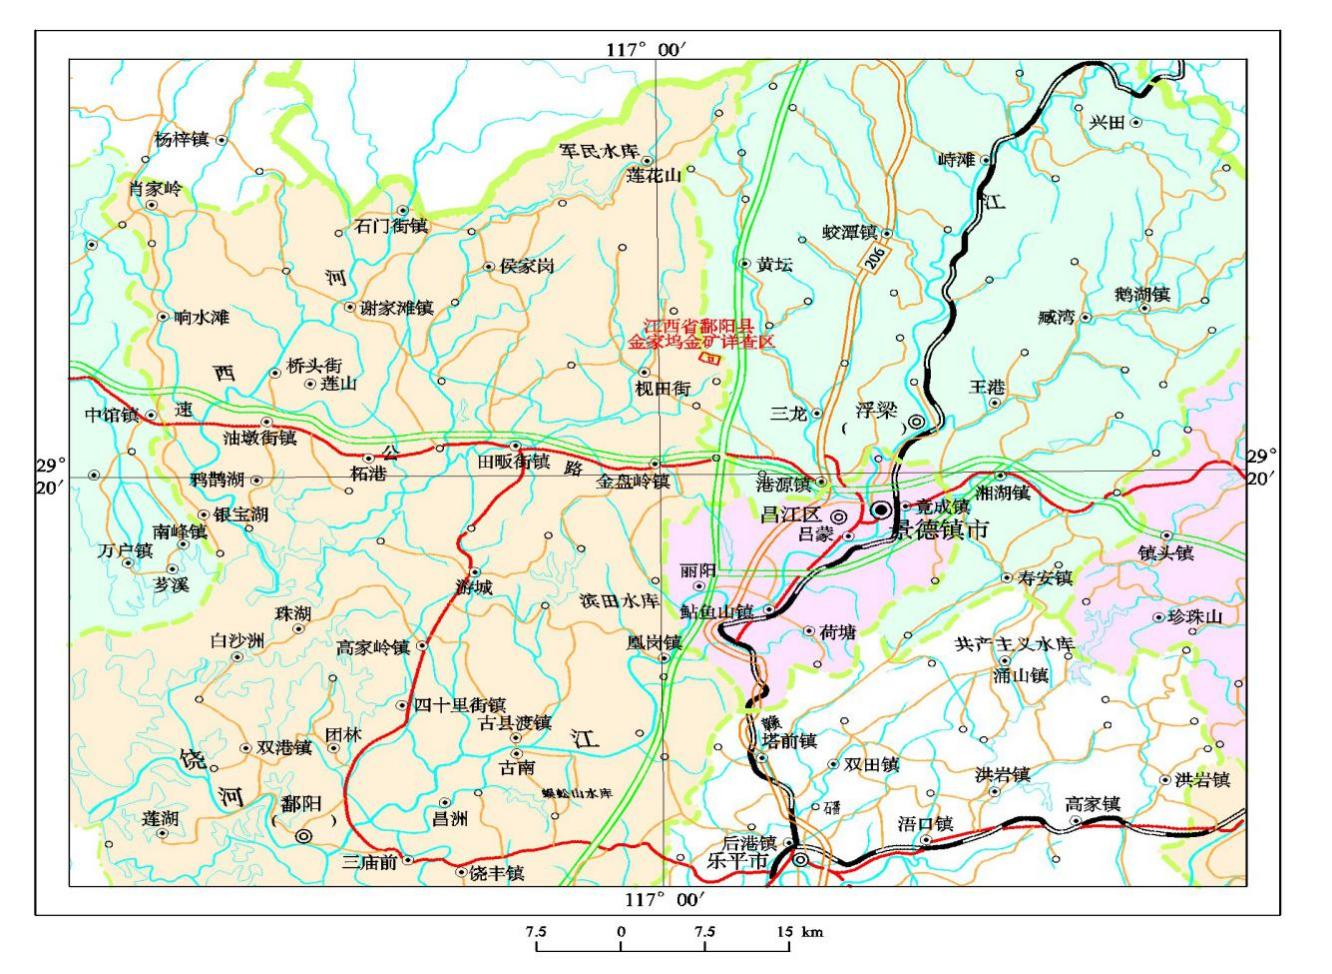 117° 00′
杨梓镇
军民水库
莲花山
兴田
峙滩
肖家岭
石门街镇
江
蛟潭镇
206
河
侯家岗
黄坛
谢家滩镇
鹅湖镇
臧湾
响水滩
江西省鄱阳县
金家坞金矿详查区
西
桥头街
莲山
枧田街
王港
中馆镇
速
油墩街镇
三龙
浮梁
( )
公
柘港
田畈街镇
路
金盘岭镇
29°
20′
29°
20′
鸦鹊湖
港源镇
湘湖镇
银宝湖
昌江区
竟成镇
南峰镇
吕蒙
景德镇市
万户镇
芗溪
镇头镇
丽阳
游城
寿安镇
滨田水库
鲇鱼山镇
珠湖
荷塘
珍珠山
白沙洲
高家岭镇
凰岗镇
共产主义水库
涌山镇
四十里街镇
古县渡镇
江
塔前镇
双港镇
团林
古南
饶
双田镇
洪岩镇
洪岩镇
河
鄱阳
( )
昌洲
高家镇
莲湖
浯口镇
后港镇
乐平市
三庙前
饶丰镇
117° 00′
7.5 0 7.5 15 km